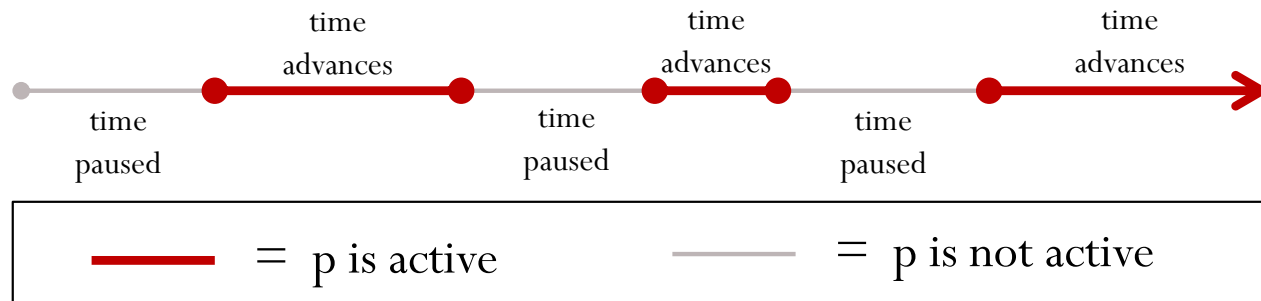 time
advances
time
advances
time
advances
time
paused
time
paused
time
paused
= p is active
= p is not active